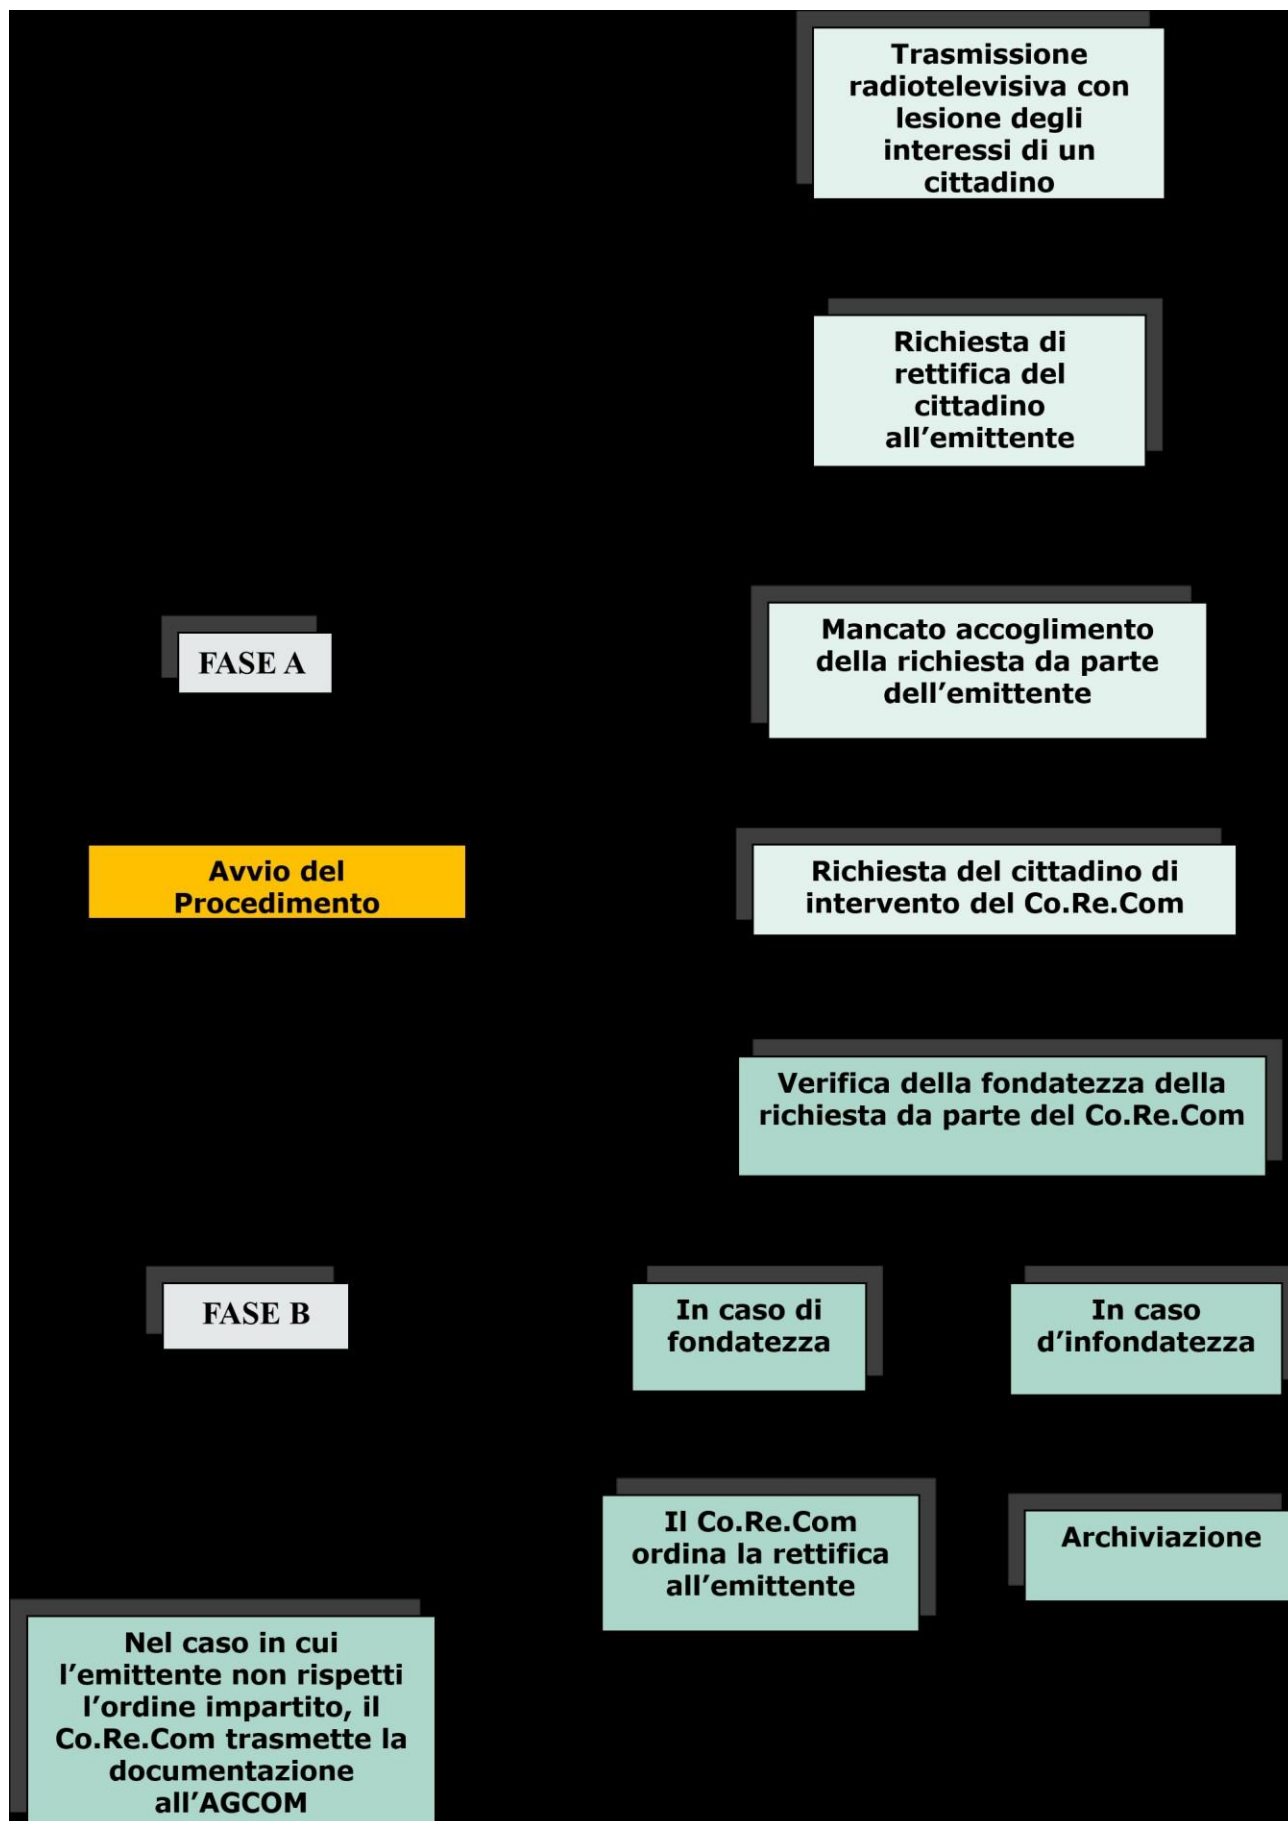 Trasmissione
radiotelevisiva con
lesione degli
interessi di un
cittadino
Richiesta di
rettifica del
cittadino
all’emittente
FASE A
Mancato accoglimento
della richiesta da parte
dell’emittente
Avvio del
Procedimento
Richiesta del cittadino di
intervento del Co.Re.Com
Verifica della fondatezza della
richiesta da parte del Co.Re.Com
FASE B
In caso di
fondatezza
In caso
d’infondatezza
Il Co.Re.Com
ordina la rettifica
all’emittente
Archiviazione
Nel caso in cui
l’emittente non rispetti
l’ordine impartito, il
Co.Re.Com trasmette la
documentazione
all’AGCOM